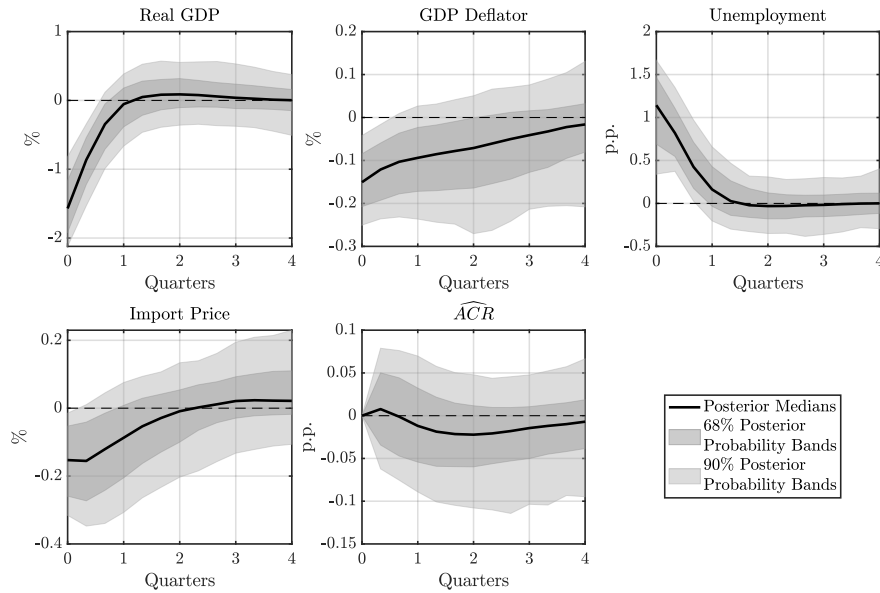 Real GDP
1
0
-1
-2
%
0 1 2 3 4
Quarters
GDP Deflator
0.2
0.1
0
-0.1
-0.2
-0.3
%
0 1 2 3 4
Quarters
Unemployment
2
1.5
1
0.5
0
0.5
p.p.
0 1 2 3 4
Quarters
Import Price
0.2
0
-0.2
-0.4
%
0 1 2 3 4
Quarters
ACR
0.1
0.05
0
-0.05
-0.1
-0.15
p.p.
0 1 2 3 4
Quarters
Posterior Medians
68% Posterior
Probability Bands
90% Posterior
Probability Bands